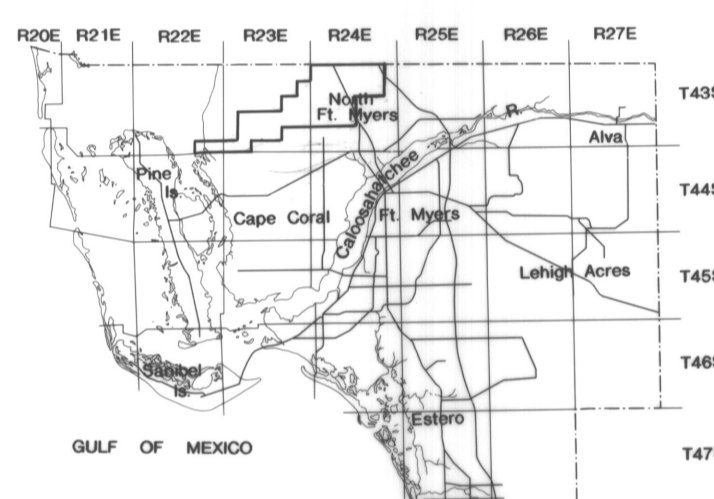 R20E R21E R22E R23E R24E R25E R26E R27E
T43S
North
Ft. Myers
R.
Alva
Pine
Is.
T44S
Caloosahatchee
Cape Coral
Ft. Myers
Lehigh Acres
T45S
Sanibel
Is.
T46S
Estero
GULF OF MEXICO
T47